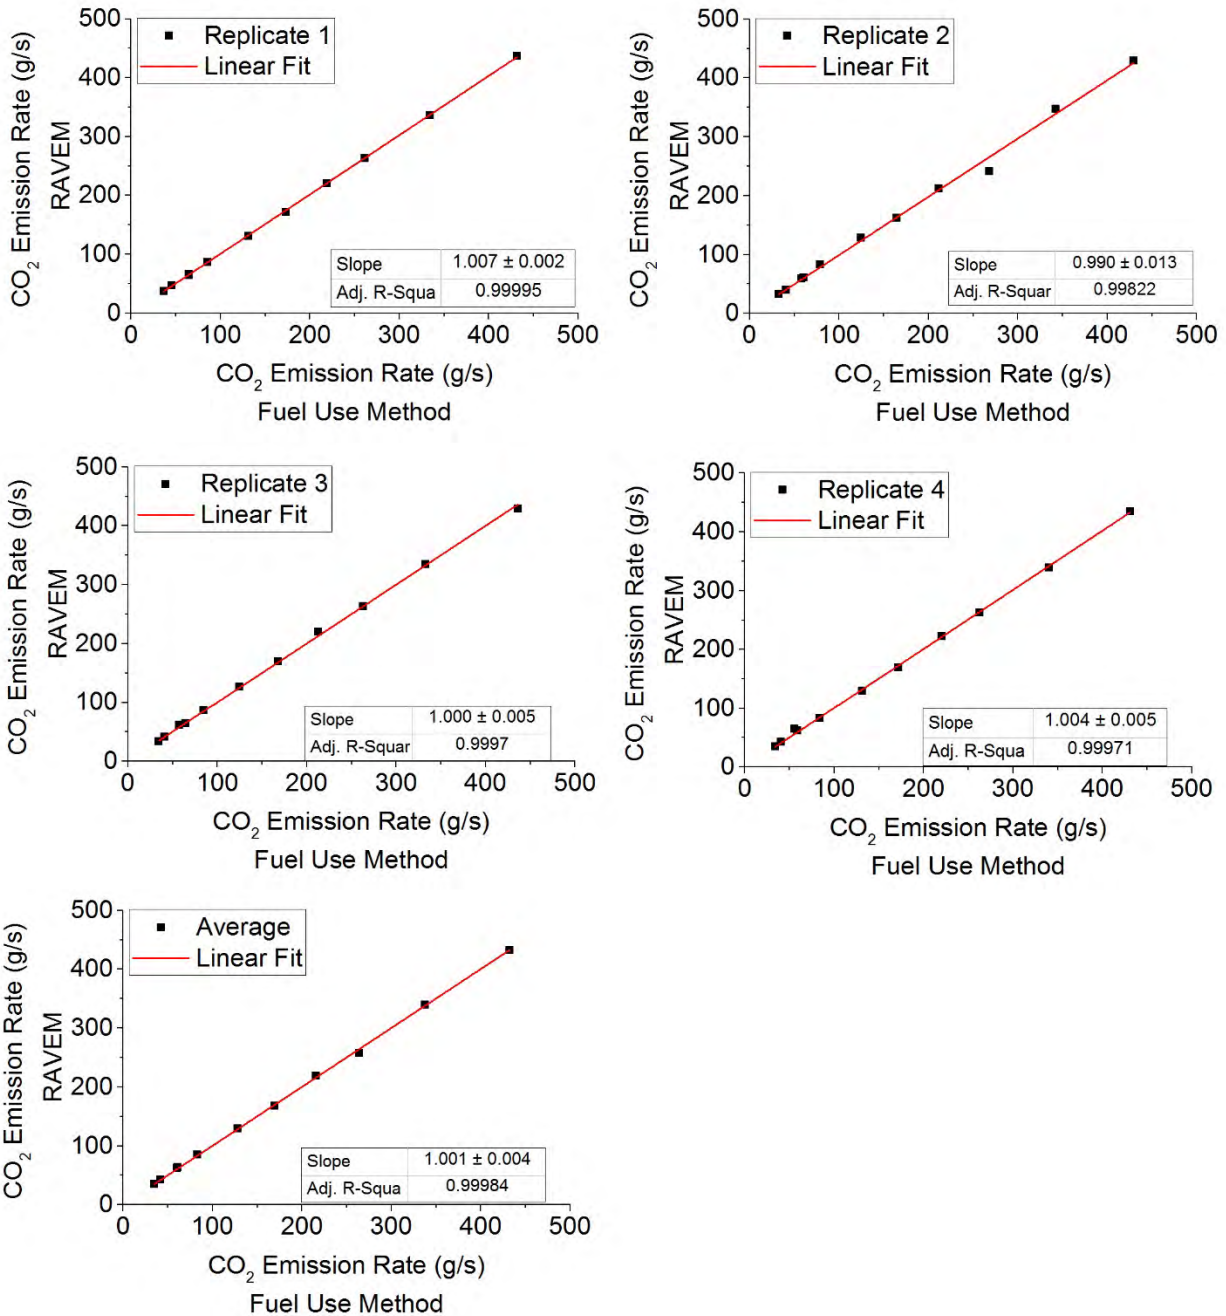 500
400
300
200
100
0
CO2 Emission Rate (g/s)
RAVEM
Replicate 1
Linear Fit
Slope 1.007 ± 0.002
Adj. R-Squa 0.99995
0 100 200 300 400 500
CO2 Emission Rate (g/s)
Fuel Use Method
500
400
300
200
100
0
CO2 Emission Rate (g/s)
RAVEM
Replicate 2
Linear Fit
Slope 0.990 ± 0.013
Adj. R-Squar 0.99822
0 100 200 300 400 500
CO2 Emission Rate (g/s)
Fuel Use Method
500
400
300
200
100
0
CO2 Emission Rate (g/s)
RAVEM
Replicate 3
Linear Fit
Slope 1.000 ± 0.005
Adj. R-Squar 0.9997
0 100 200 300 400 500
CO2 Emission Rate (g/s)
Fuel Use Method
500
400
300
200
100
0
CO2 Emission Rate (g/s)
RAVEM
Replicate 4
Linear Fit
Slope 1.004 ± 0.005
Adj. R-Squa 0.99971
0 100 200 300 400 500
CO2 Emission Rate (g/s)
Fuel Use Method
500
400
300
200
100
0
CO2 Emission Rate (g/s)
RAVEM
Average
Linear Fit
Slope 1.001 ± 0.004
Adj. R-Squa 0.99984
0 100 200 300 400 500
CO2 Emission Rate (g/s)
Fuel Use Method